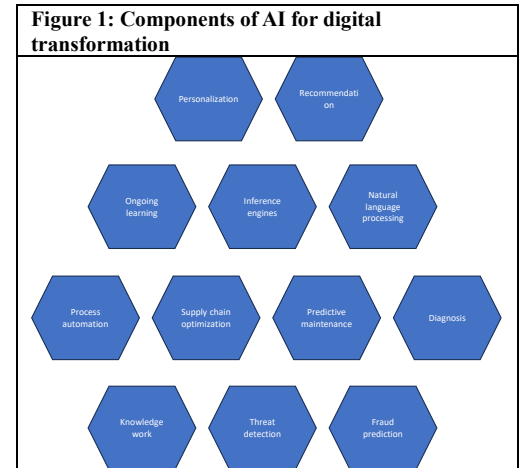 Figure 1: Components of AI for digital
transformation
Personalization
Recommendati
on
Ongoing
learning
Inference
engines
Natural
language
processing
Process
automation
Supply chain
optimization
Predictive
maintenance
Diagnosis
Knowledge
work
Threat
detection
Fraud
prediction